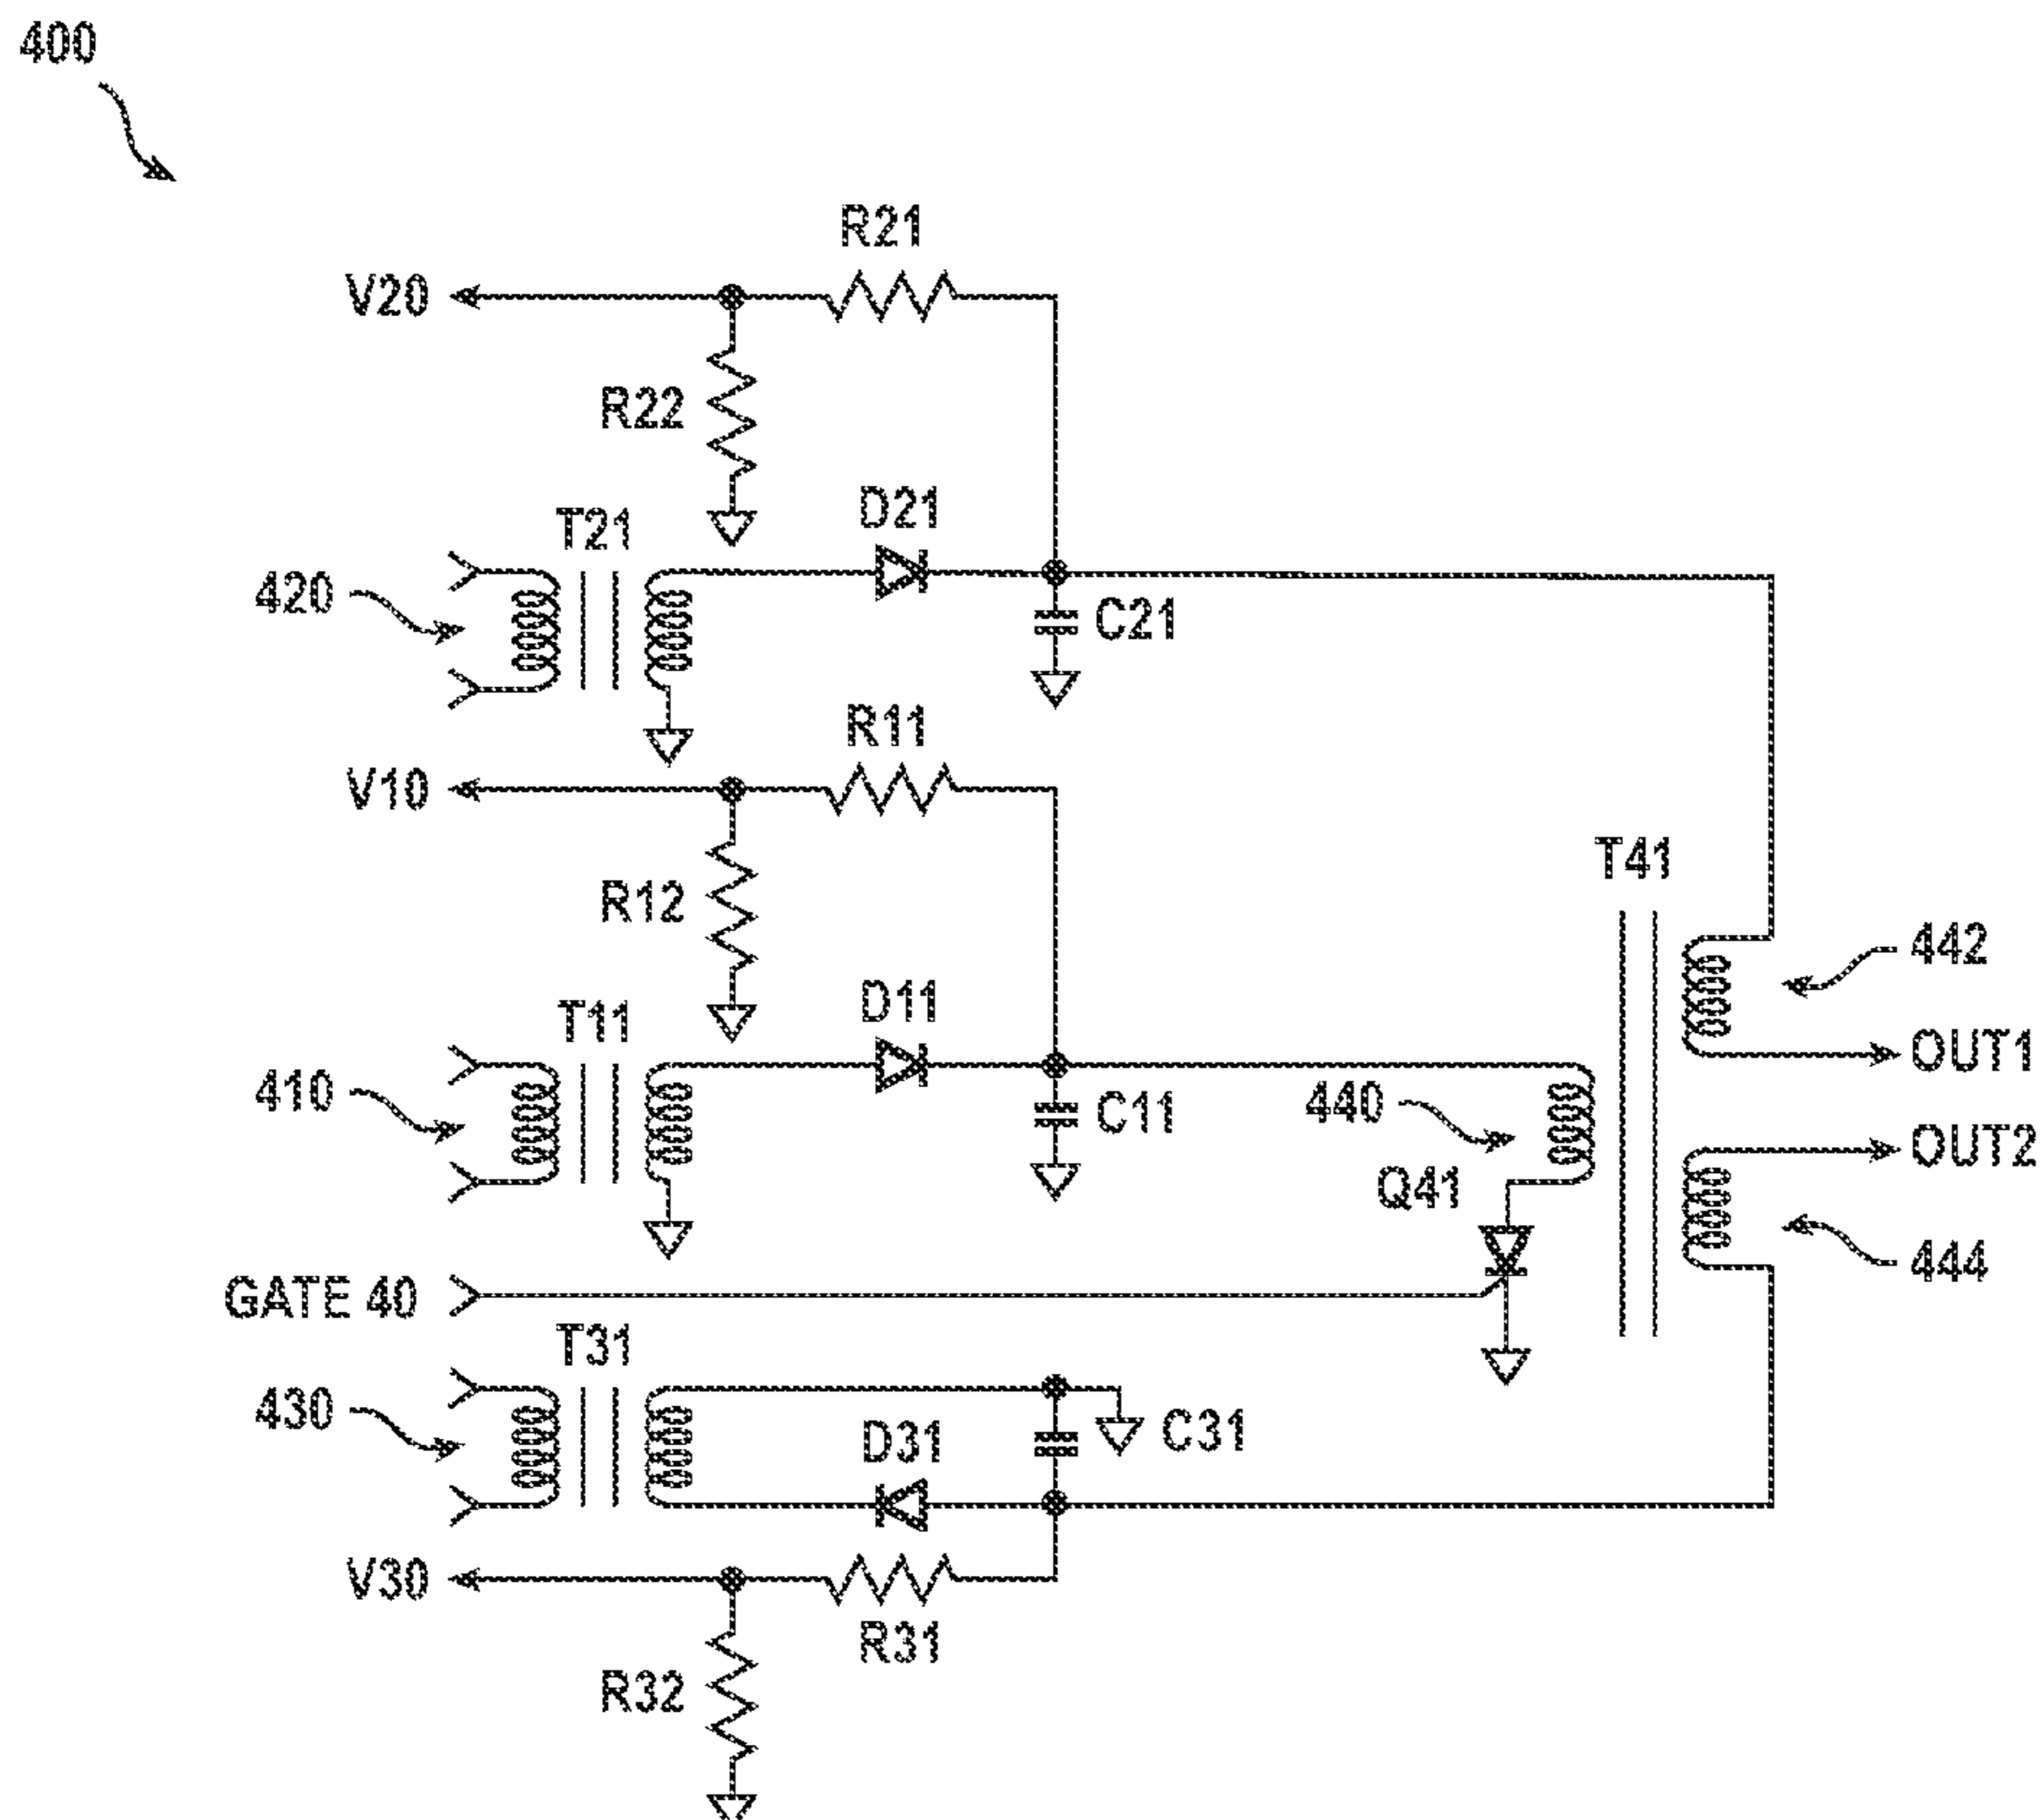 400
R21
V20
R22
D21
T21
420
C21
R11
V10
T41
R12
442
D11
T11
OUT1
410
C11
440
OUT2
Q41
444
GATE 40
T31
430
D31
C31
V30
R31
R32